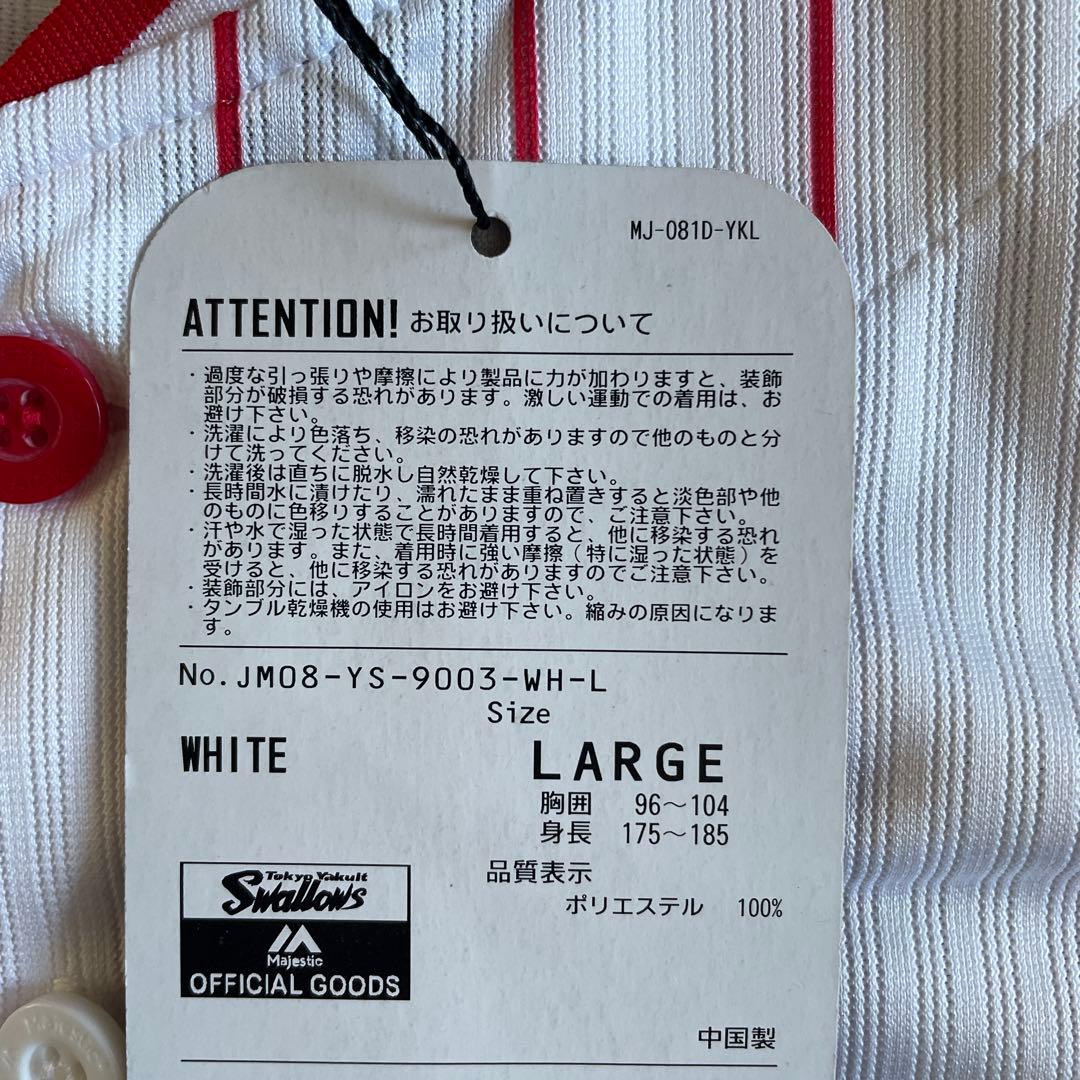 MJ-081D-YKL
ATTENTION! お取り扱いについて
・過度な引っ張りや摩擦により製品に力が加わりますと、装飾
部分が破損する恐れがあります。激しい運動での着用は、お
避け下さい。
・洗濯により色落ち、移染の恐れがありますので他のものと分
けて洗ってください。
・洗濯後は直ちに脱水し自然乾燥して下さい。
・長時間水に漬けたり、濡れたまま重ね置きすると淡色部や他
のものに色移りすることがありますので、ご注意下さい。
・汗や水で湿った状態で長時間着用すると、他に移染する恐れ
があります。また、着用時に強い摩擦(特に湿った状態)を
受けると、他に移染する恐れがありますのでご注意下さい。
・装飾部分には、アイロンをお避け下さい。
・タンブル乾燥機の使用はお避け下さい。縮みの原因になりま
す。
No.JM08-YS-9003-WH-L
Size
WHITE LARGE
胸囲 96～104
身長 175～185
品質表示
ポリエステル 100%
Tokyo Yakult
Swallows
Majestic
OFFICIAL GOODS
中国製